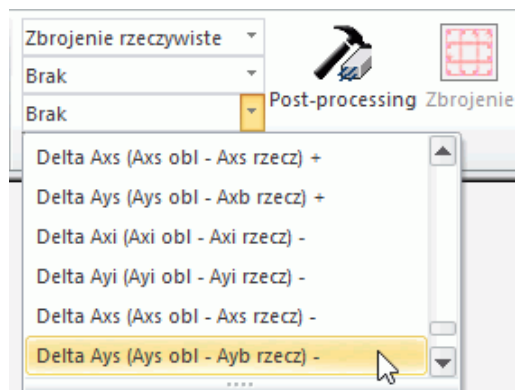 Zbrojenie rzeczywiste
Brak
Brak
Post-processing
Zbrojenie
Delta Axs (Axs obl - Axs rzecz) +
Delta Ays (Ays obl - Axb rzecz) +
Delta Axi (Axi obl - Axi rzecz) -
Delta Ayi (Ayi obl - Ayi rzecz) -
Delta Axs (Axs obl - Axs rzecz) -
Delta Ays (Ays obl - Ayb rzecz) -